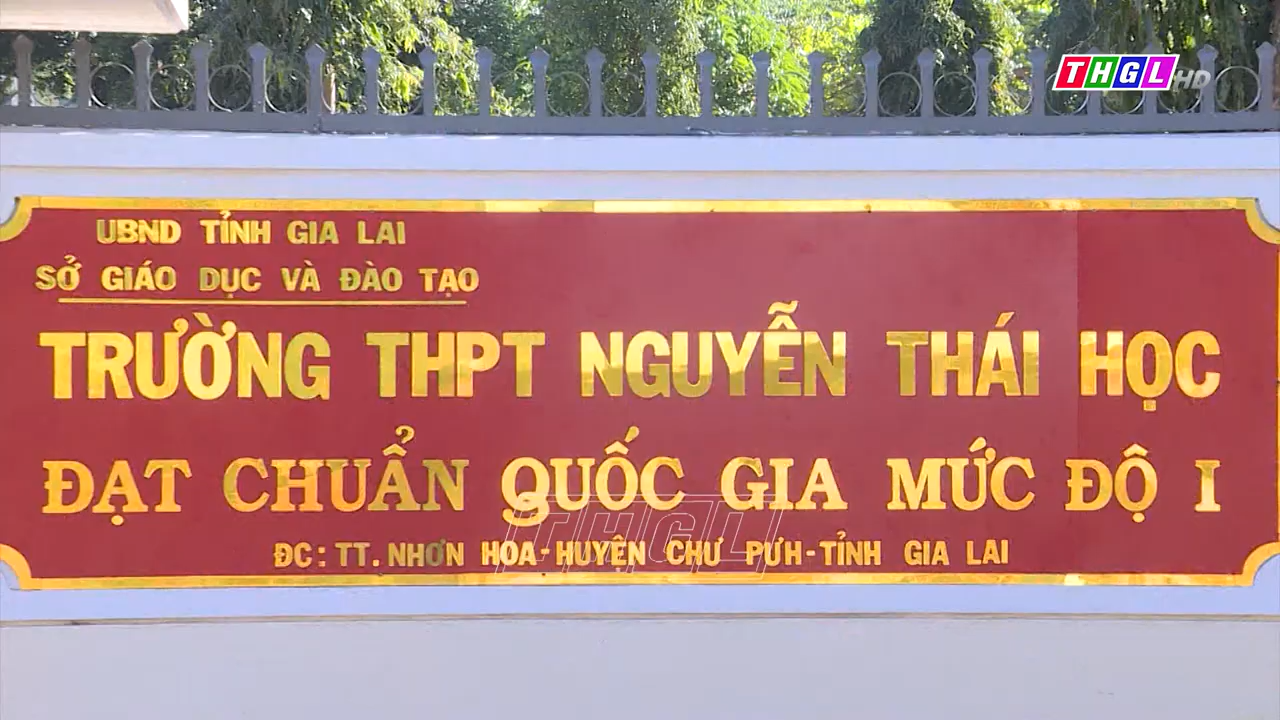 THGL HD
UBND TỈNH GIA LAI
SỞ GIÁO DỤC VÀ ĐÀO TẠO
TRƯỜNG THPT NGUYỄN THÁI HỌC
ĐẠT CHUẨN QUỐC GIA MỨC ĐỘ I
THGL
ĐC: TT. NHƠN HOA-HUYỆN CHƯ PƯH-TỈNH GIA LAI